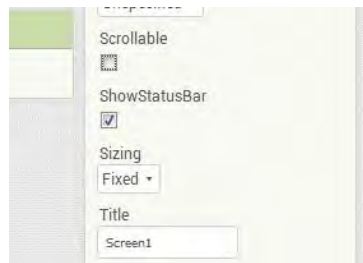 Scrollable
ShowStatusBar
Sizing
Fixed
Title
Screen1